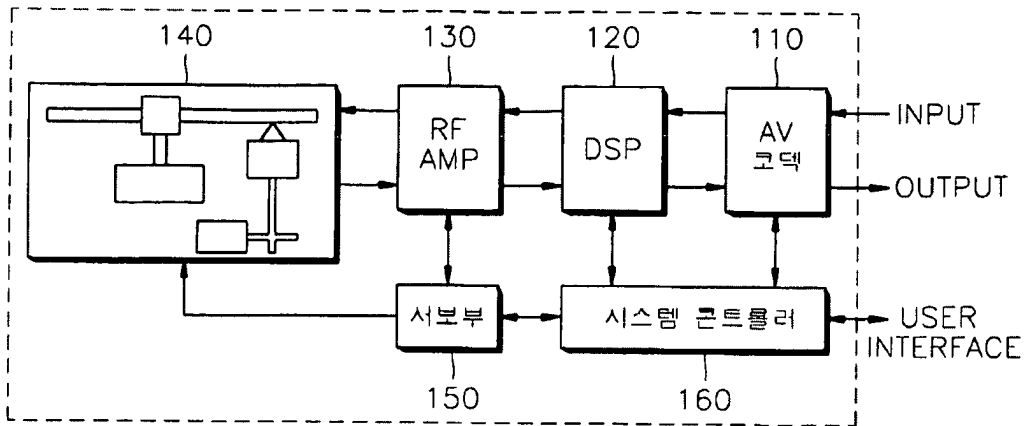 140
130
120
110
RF
AMP
DSP
AV
코덱
INPUT
OUTPUT
서보부
시스템 콘트롤러
USER
INTERFACE
150
160